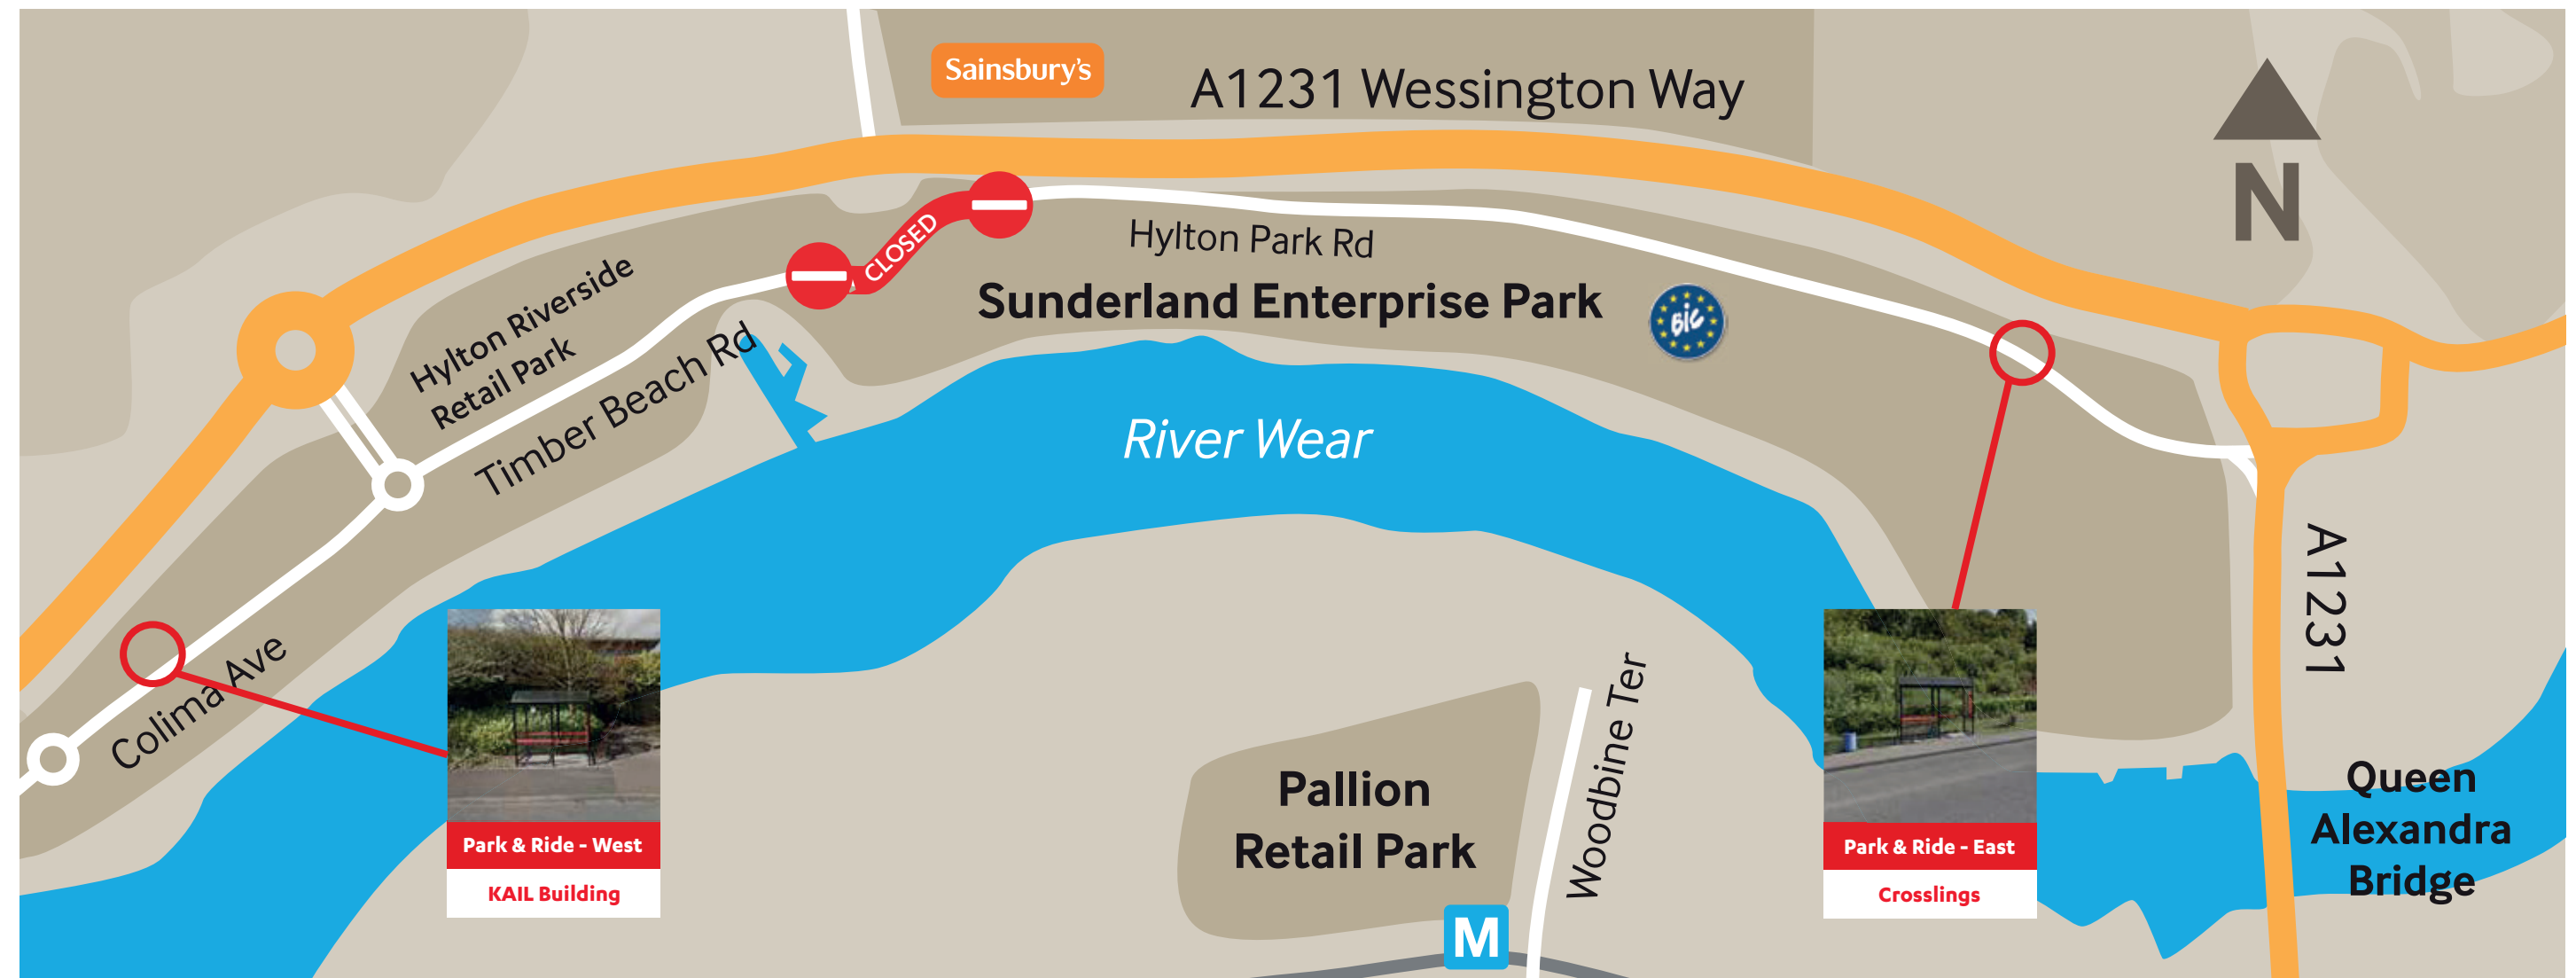 Sainsbury's
A1231 Wessington Way
N
CLOSED
Hylton Park Rd
Hylton Riverside
Retail Park
Sunderland Enterprise Park
BIC
Timber Beach Rd
River Wear
A1231
Colima Ave
Woodbine Ter
Pallion
Retail Park
Queen
Alexandra
Bridge
Park & Ride - West
KAIL Building
Park & Ride - East
Crosslings
M